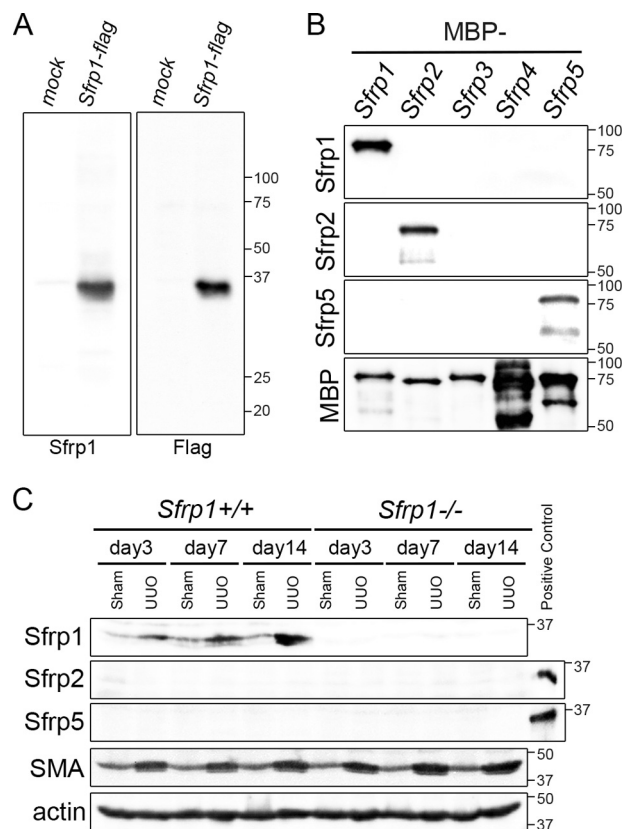 A
mock
Sfrp1-flag
mock
Sfrp1-flag
100
75
50
37
25
20
Sfrp1
Flag
B
MBP-
Sfrp1
Sfrp2
Sfrp3
Sfrp4
Sfrp5
Sfrp1
100
75
50
Sfrp2
100
75
50
Sfrp5
100
75
50
MBP
100
75
50
C
Sfrp1+/+ Sfrp1-/-
day3 day7 day14 day3 day7 day14
Sham UUO Sham UUO Sham UUO Sham UUO Sham UUO Sham UUO Positive Control
Sfrp1 37
Sfrp2 37
Sfrp5 37
SMA 50
37
actin 50
37